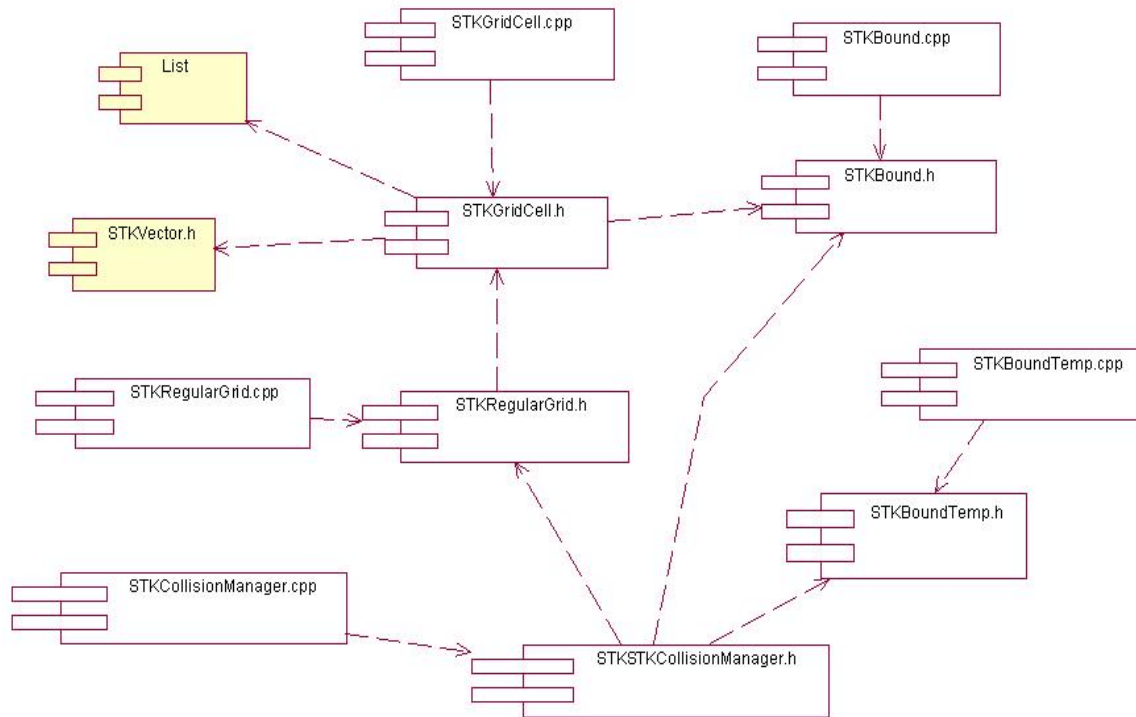 STKGridCell.cpp
STKBound.cpp
List
STKBound.h
STKGridCell.h
STKVector.h
STKBoundTemp.cpp
STKRegularGrid.cpp
STKRegularGrid.h
STKBoundTemp.h
STKCollisionManager.cpp
STKSTKCollisionManager.h